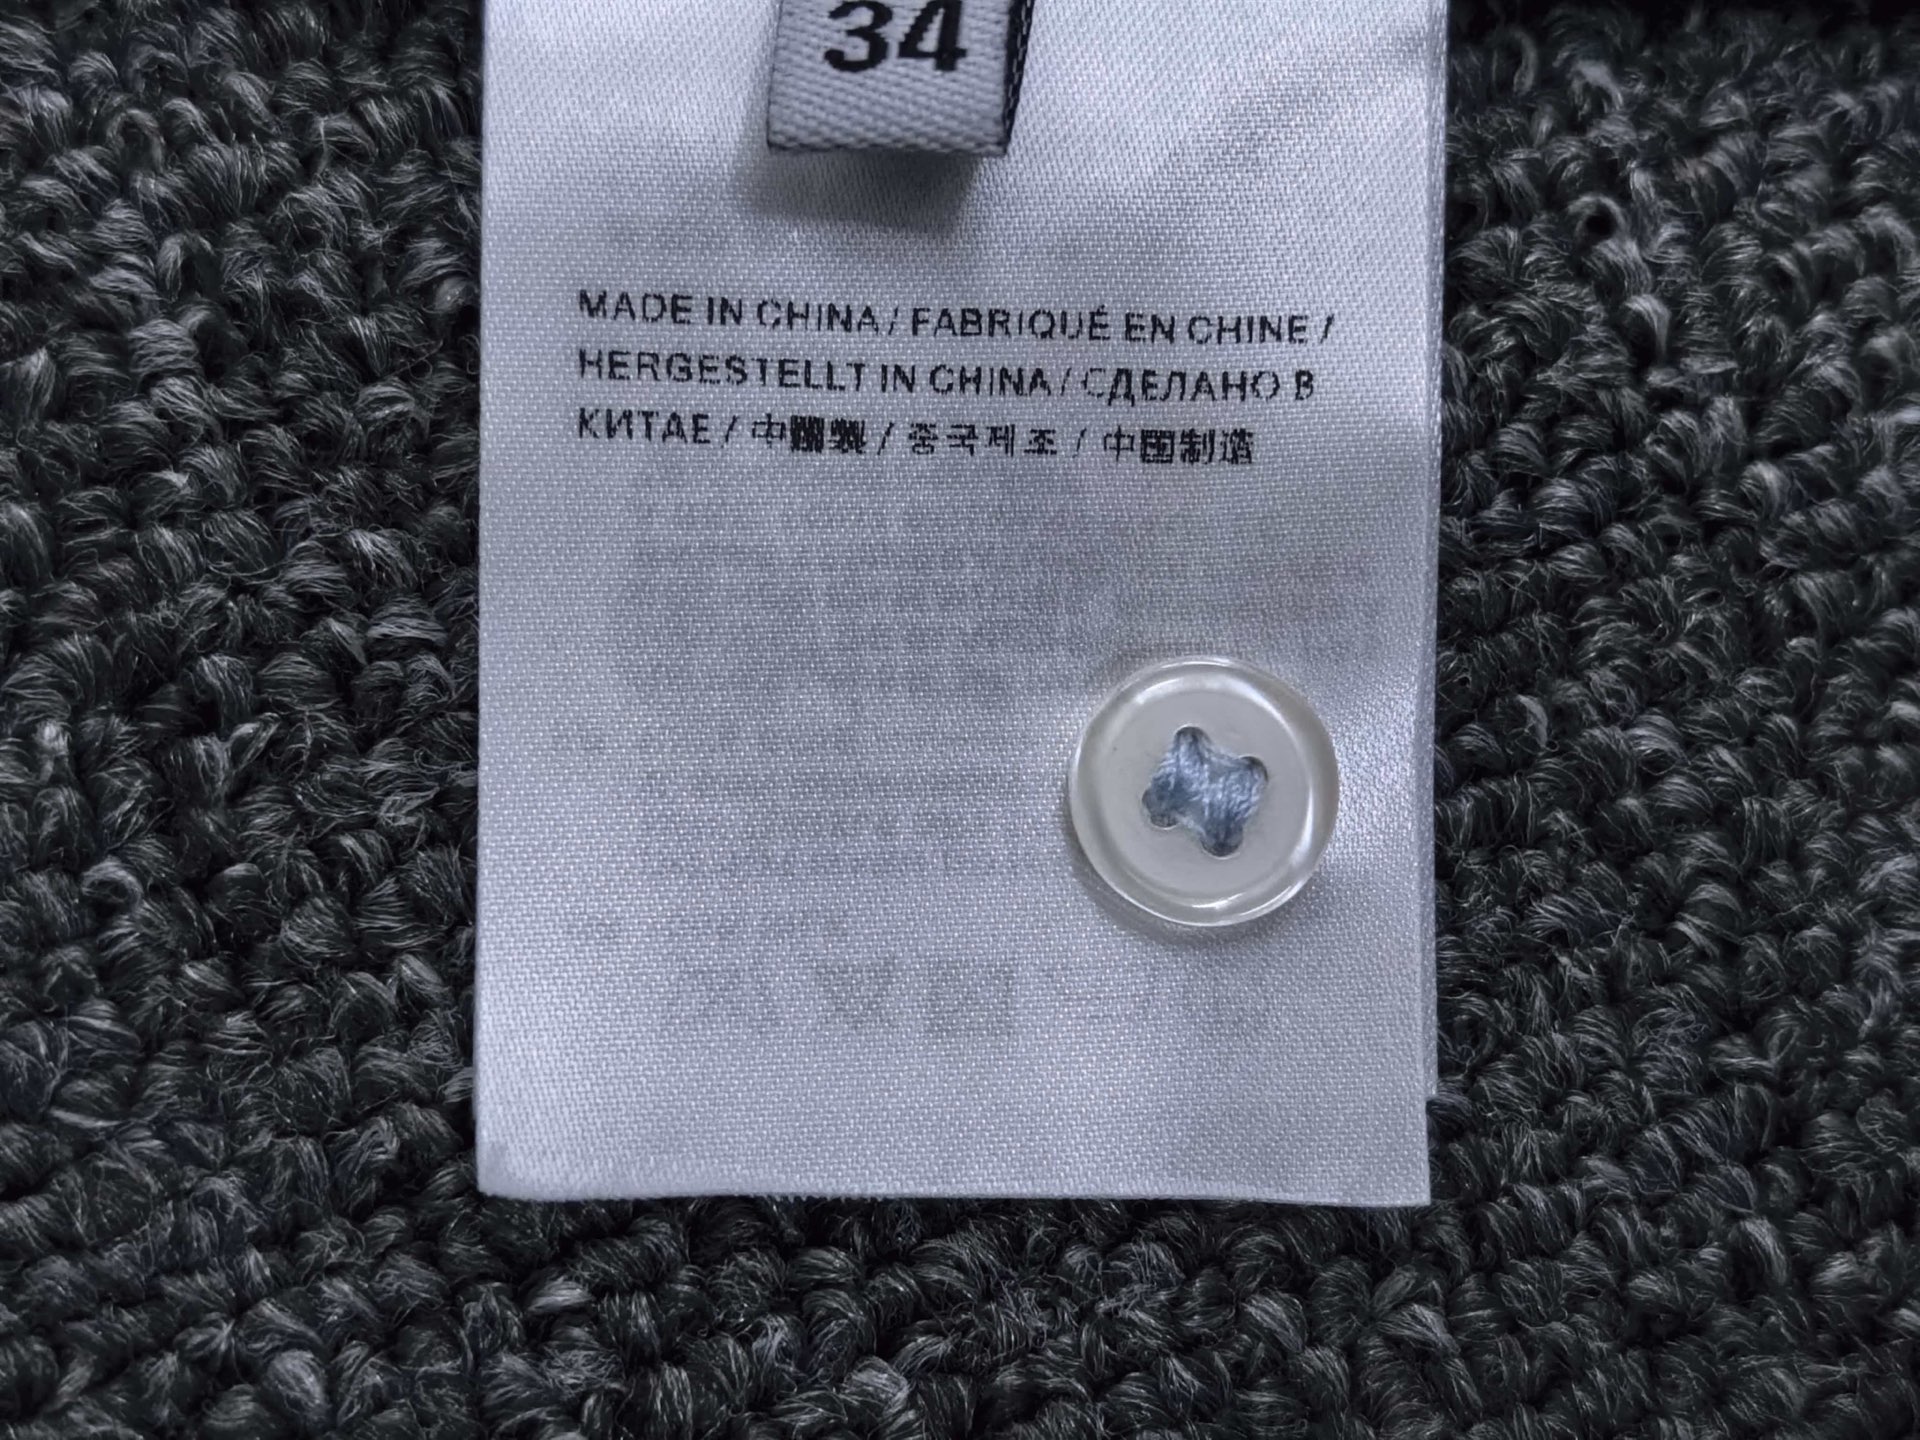 34
MADE IN CHINA / FABRIQUÉ EN CHINE /
HERGESTELLT IN CHINA / СДЕЛАНО В
КИТАЕ / 中國製 / 중국제조 / 中国制造